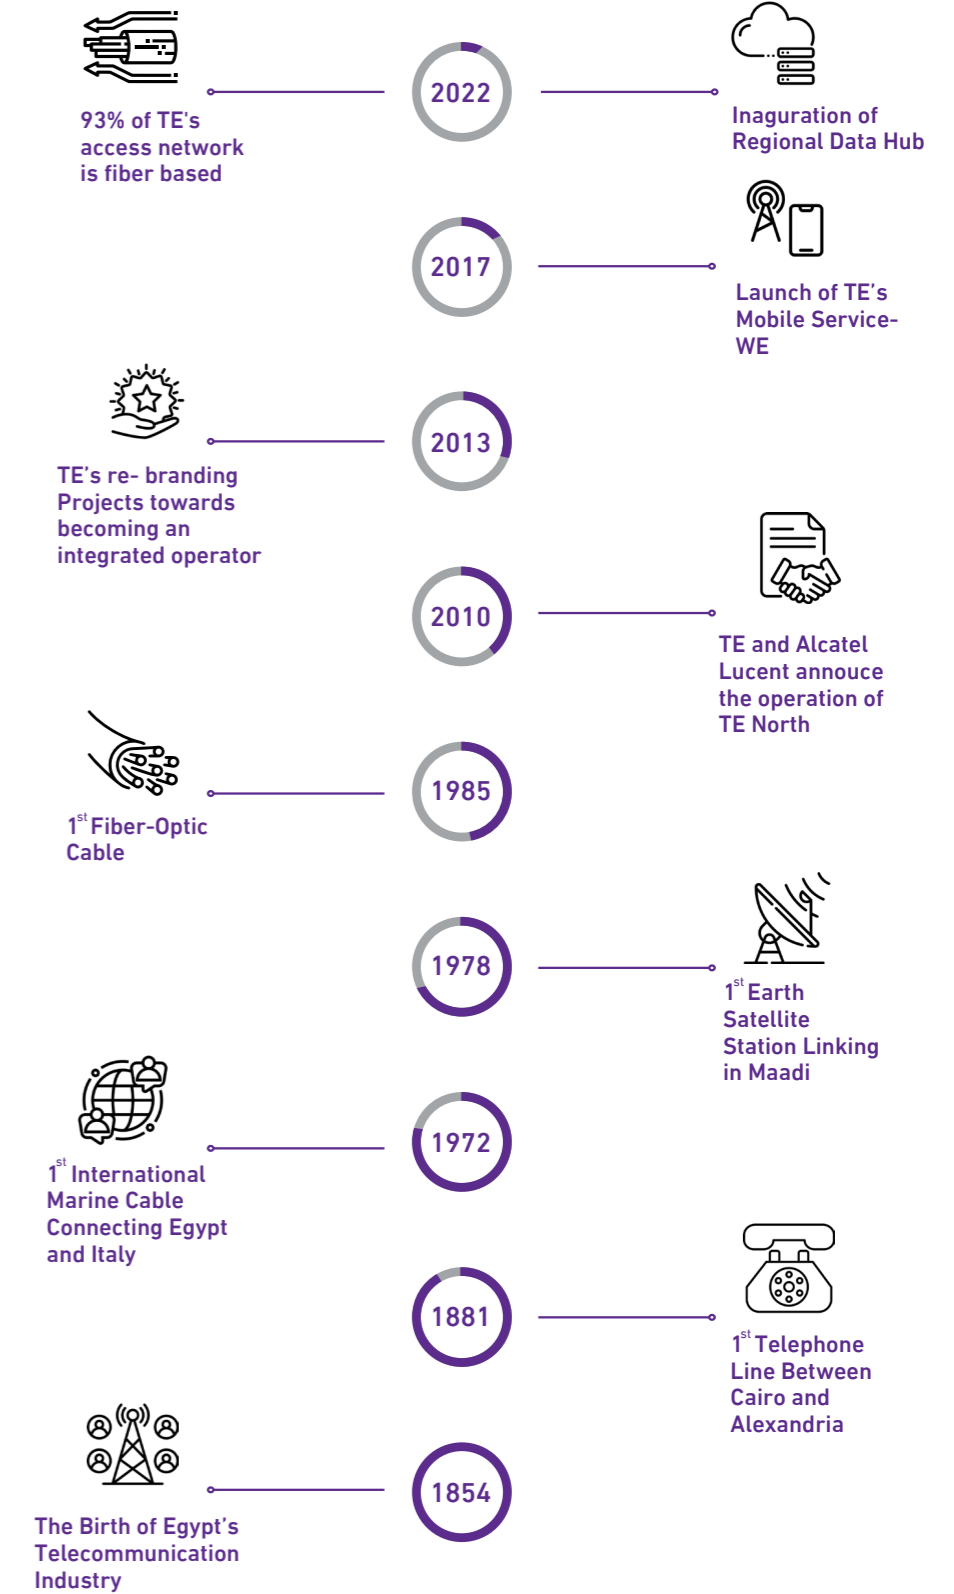 2022
93% of TE's
access network
is fiber based
Inaguration of
Regional Data Hub
2017
Launch of TE's
Mobile Service-
WE
2013
TE's re- branding
Projects towards
becoming an
integrated operator
2010
TE and Alcatel
Lucent annouce
the operation of
TE North
1985
1st Fiber-Optic
Cable
1978
1st Earth
Satellite
Station Linking
in Maadi
1972
1st International
Marine Cable
Connecting Egypt
and Italy
1881
1st Telephone
Line Between
Cairo and
Alexandria
1854
The Birth of Egypt's
Telecommunication
Industry